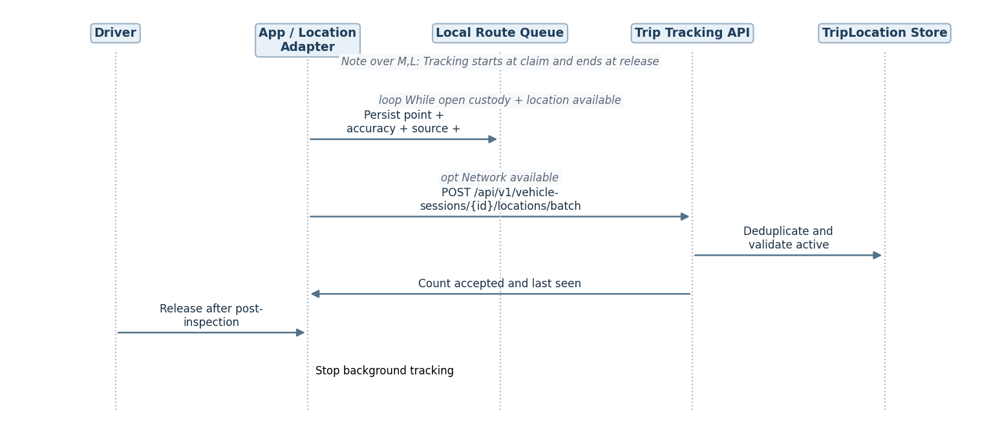 Driver
App / Location
Adapter
Local Route Queue
Trip Tracking API
TripLocation Store
Note over M,L: Tracking starts at claim and ends at release
loop While open custody + location available
Persist point +
accuracy + source +
opt Network available
POST /api/v1/vehicle-
sessions/{id}/locations/batch
Deduplicate and
validate active
Count accepted and last seen
Release after post-
inspection
Stop background tracking